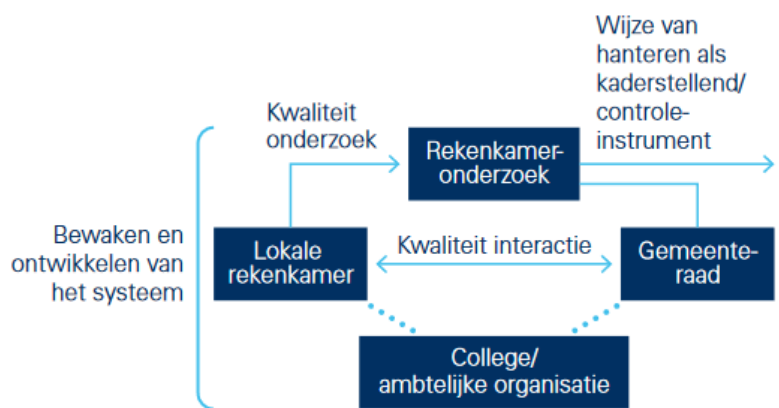 Wijze van
hanteren als
kaderstellend/
controle-
instrument
Kwaliteit
onderzoek
Rekenkamer-
onderzoek
Bewaken en
ontwikkelen van
het systeem
Lokale
rekenkamer
Kwaliteit interactie
Gemeente-
raad
College/
ambtelijke organisatie